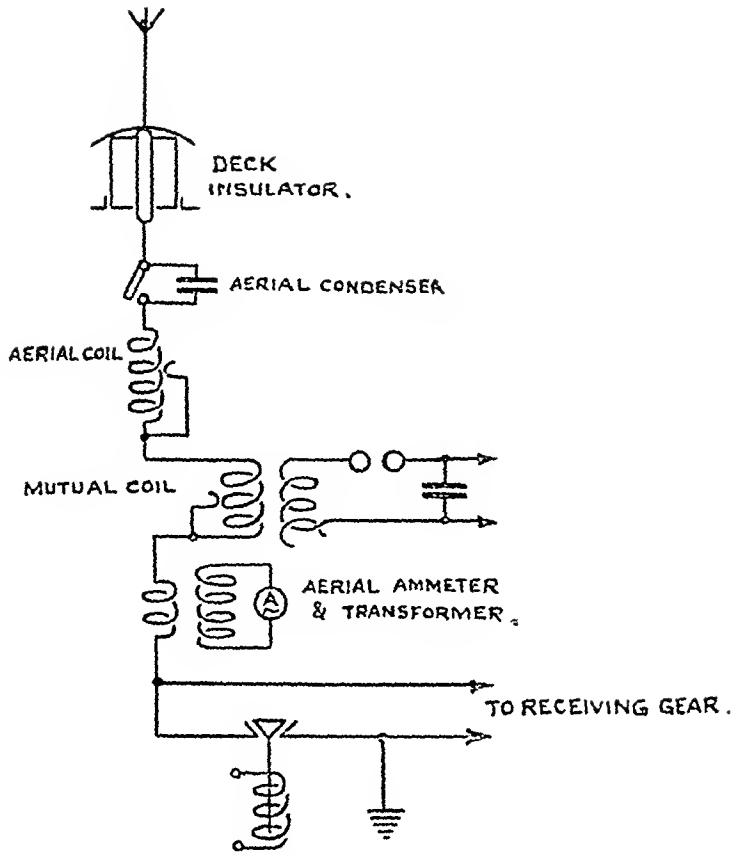 DECK
INSULATOR.
AERIAL CONDENSER
AERIAL COIL
MUTUAL COIL
AERIAL AMMETER
& TRANSFORMER.
A
TO RECEIVING GEAR.